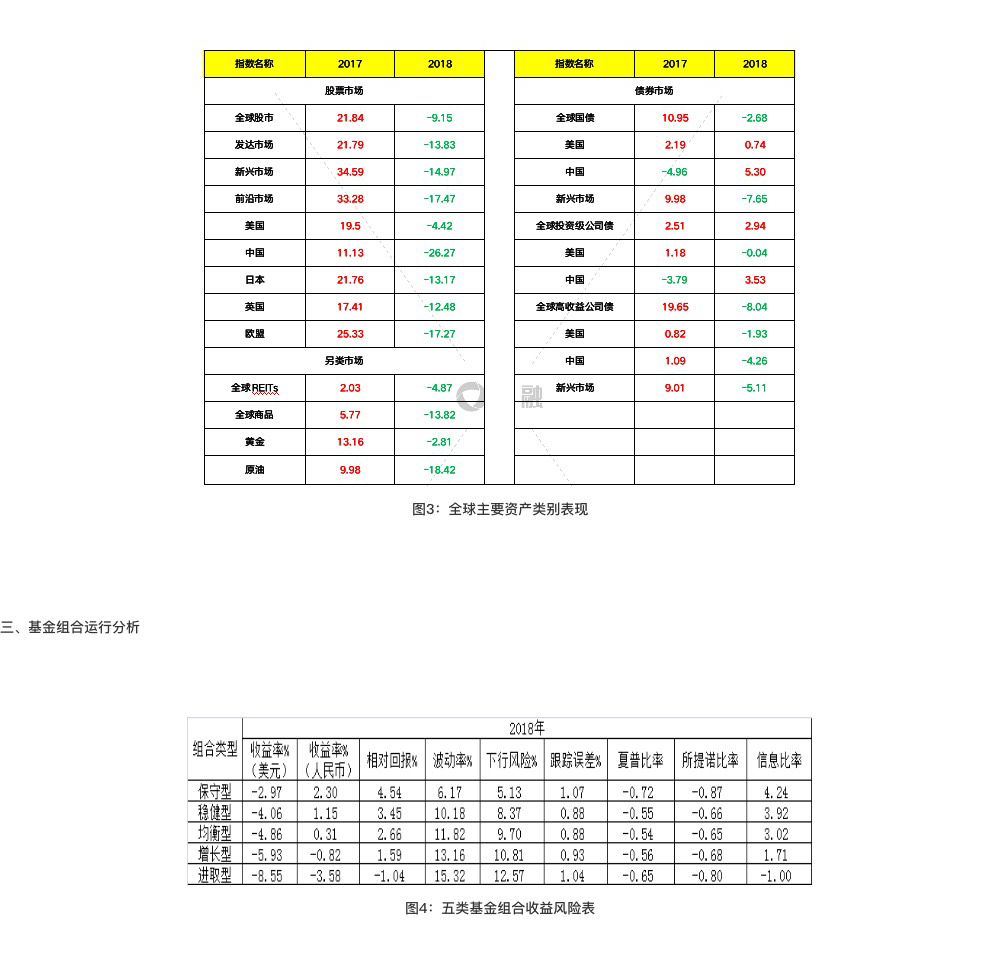 指数名称 2017 2018 指数名称 2017 2018
股票市场 债券市场
全球股市 21.84 -9.15 全球国债 10.95 -2.68
发达市场 21.79 -13.83 美国 2.19 0.74
新兴市场 34.59 -14.97 中国 -4.96 5.30
前沿市场 33.28 -17.47 新兴市场 9.98 -7.65
美国 19.5 -4.42 全球投资级公司债 2.51 2.94
中国 11.13 -26.27 美国 1.18 -0.04
日本 21.76 -13.17 中国 -3.79 3.53
英国 17.41 -12.48 全球高收益公司债 19.65 -8.04
欧盟 25.33 -17.27 美国 0.82 -1.93
另类市场 中国 1.09 -4.26
全球REITs 2.03 -4.87 新兴市场 9.01 -5.11
融
全球商品 5.77 -13.82
黄金 13.16 -2.81
原油 9.98 -18.42
图3：全球主要资产类别表现
三、基金组合运行分析
2018年
组合类型 收益率%（美元） 收益率%（人民币） 相对回报% 波动率% 下行风险% 跟踪误差% 夏普比率 所提诺比率 信息比率
保守型 -2.97 2.30 4.54 6.17 5.13 1.07 -0.72 -0.87 4.24
稳健型 -4.06 1.15 3.45 10.18 8.37 0.88 -0.55 -0.66 3.92
均衡型 -4.86 0.31 2.66 11.82 9.70 0.88 -0.54 -0.65 3.02
增长型 -5.93 -0.82 1.59 13.16 10.81 0.93 -0.56 -0.68 1.71
进取型 -8.55 -3.58 -1.04 15.32 12.57 1.04 -0.65 -0.80 -1.00
图4：五类基金组合收益风险表